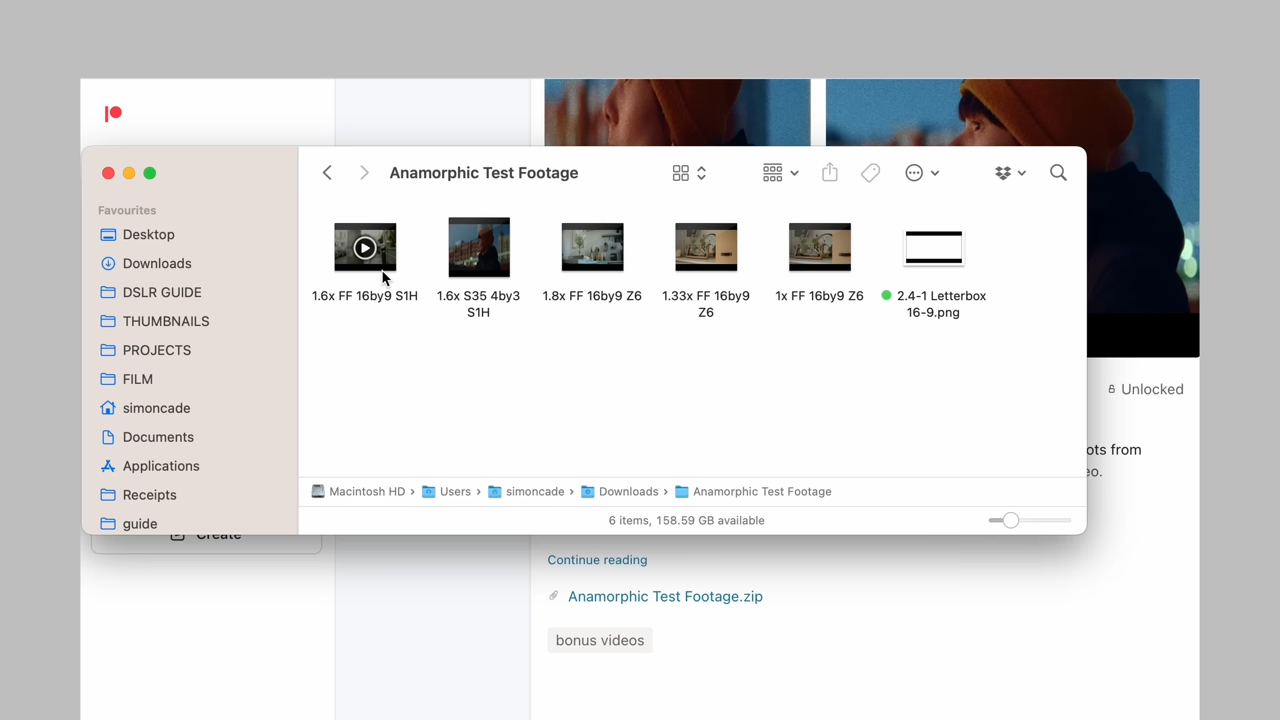 Anamorphic Test Footage
Favourites
Desktop
Downloads
DSLR GUIDE
THUMBNAILS
PROJECTS
FILM
simoncade
Documents
Applications
Receipts
guide
1.6x FF 16by9 S1H
1.6x S35 4by3
S1H
1.8x FF 16by9 Z6
1.33x FF 16by9
Z6
1x FF 16by9 Z6
2.4-1 Letterbox
16-9.png
Macintosh HD › Users › simoncade › Downloads › Anamorphic Test Footage
6 items, 158.59 GB available
Unlocked
ots from
eo.
Create
Continue reading
Anamorphic Test Footage.zip
bonus videos